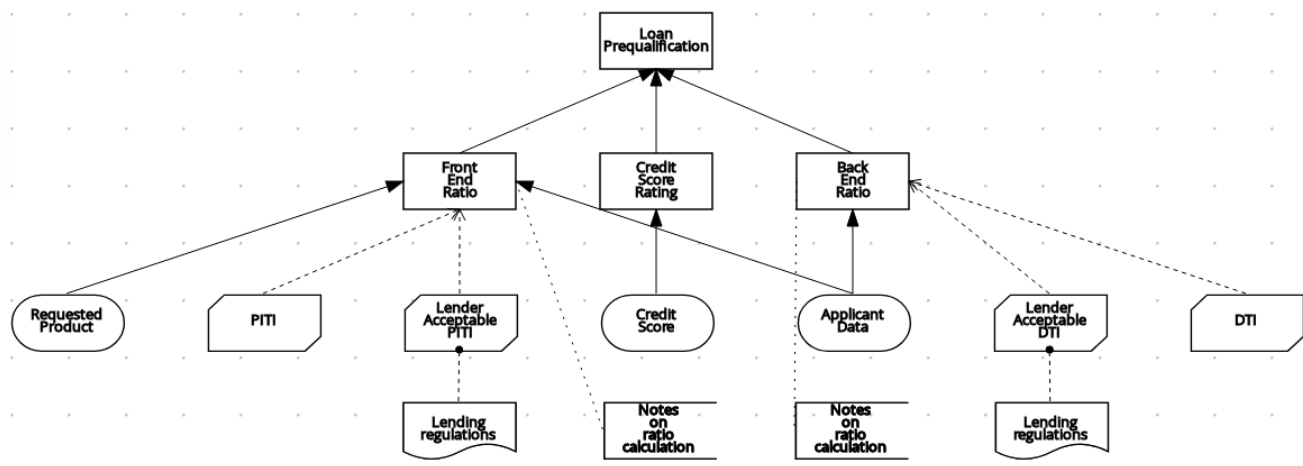 Loan
Prequalification
Front
End
Ratio
Credit
Score
Rating
Back
End
Ratio
Requested
Product
PITI
Lender
Acceptable
PITI
Credit
Score
Applicant
Data
Lender
Acceptable
DTI
DTI
Lending
regulations
Notes
on
ratio
calculation
Notes
on
ratio
calculation
Lending
regulations